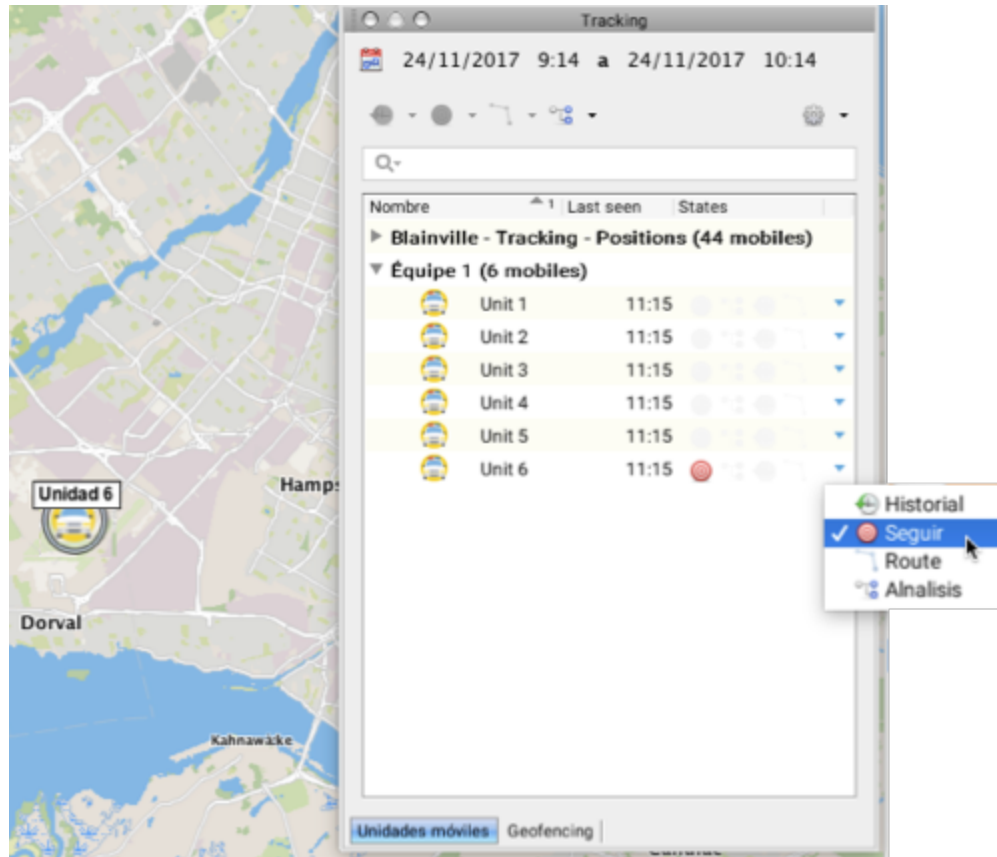 Tracking
24/11/2017 9:14 a 24/11/2017 10:14
Nombre 1 Last seen States
Blainville - Tracking - Positions (44 mobiles)
Équipe 1 (6 mobiles)
Unit 1 11:15
Unit 2 11:15
Unit 3 11:15
Unit 4 11:15
Unit 5 11:15
Unit 6 11:15
Historial
Seguir
Route
Alnalisis
Unidad 6
Hamps
Dorval
Kahnawake
Unidades móviles Geofencing